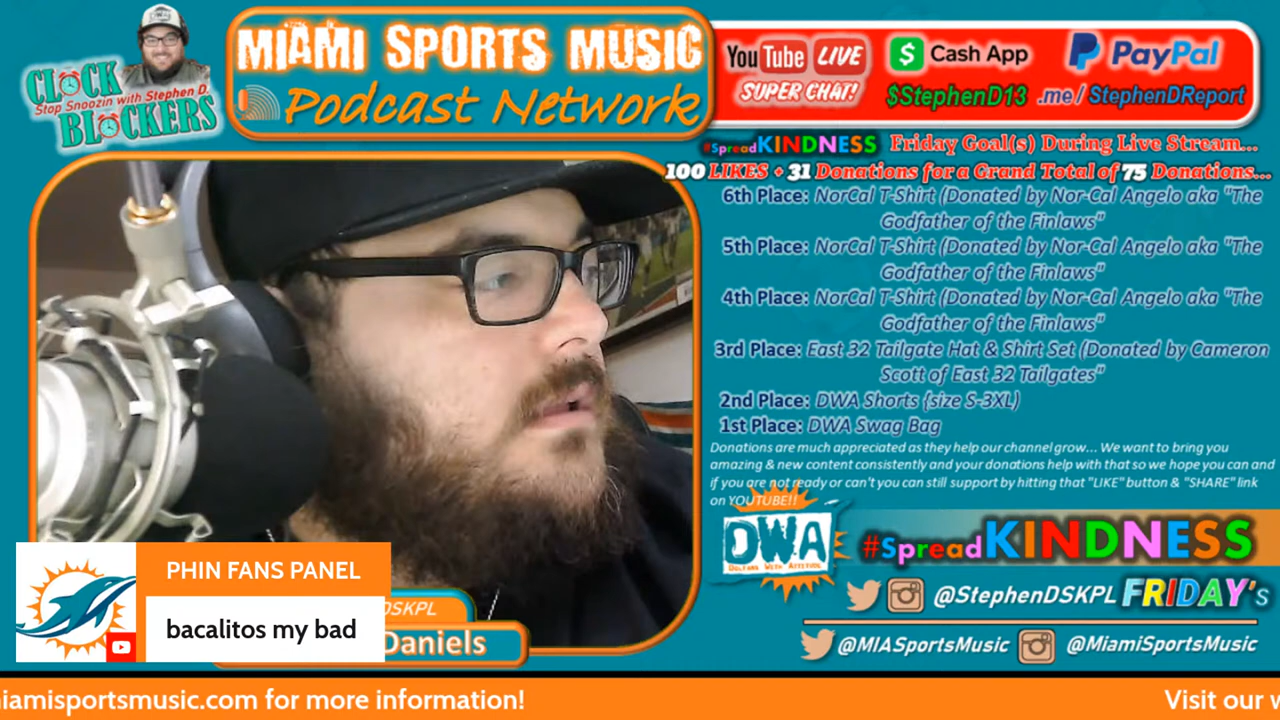 CLOCK
Stop Snoozin with Stephen D.
BLOCKERS
DWA
MiAMI SPORTS MUSIC
Podcast Network
YouTube LIVE
SUPER CHAT!
$ Cash App
$StephenD13
PayPal
.me/StephenDReport
#SpreadKINDNESS Friday Goal(s) During Live Stream...
100 LIKES + 31 Donations for a Grand Total of 75 Donations...
6th Place: NorCal T-Shirt (Donated by Nor-Cal Angelo aka "The
Godfather of the Finlaws"
5th Place: NorCal T-Shirt (Donated by Nor-Cal Angelo aka "The
Godfather of the Finlaws"
4th Place: NorCal T-Shirt (Donated by Nor-Cal Angelo aka "The
Godfather of the Finlaws"
3rd Place: East 32 Tailgate Hat & Shirt Set (Donated by Cameron
Scott of East 32 Tailgates"
2nd Place: DWA Shorts (size S-3XL)
1st Place: DWA Swag Bag
Donations are much appreciated as they help our channel grow... We want to bring you
amazing & new content consistently and your donations help with that so we hope you can and
if you are not ready or can't you can still support by hitting that "LIKE" button & "SHARE" link
on YOUTUBE!!
DWA
DOLFANS WITH ATTITUDE
#SpreadKINDNESS
@StephenDSKPL FRIDAY's
@MIASportsMusic @MiamiSportsMusic
PHIN FANS PANEL
bacalitos my bad
DSKPL
Daniels
miamisportsmusic.com for more information!
Visit our w